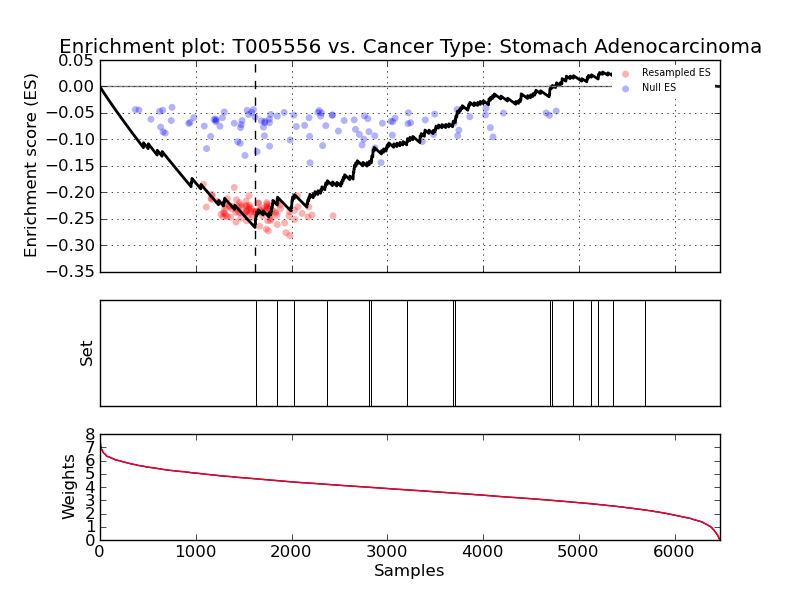 Enrichment plot: T005556 vs. Cancer Type: Stomach Adenocarcinoma
Enrichment score (ES)
0.05
0.00
−0.05
−0.10
−0.15
−0.20
−0.25
−0.30
−0.35
Resampled ES
Null ES
Set
Weights
8
7
6
5
4
3
2
1
0
0 1000 2000 3000 4000 5000 6000
Samples